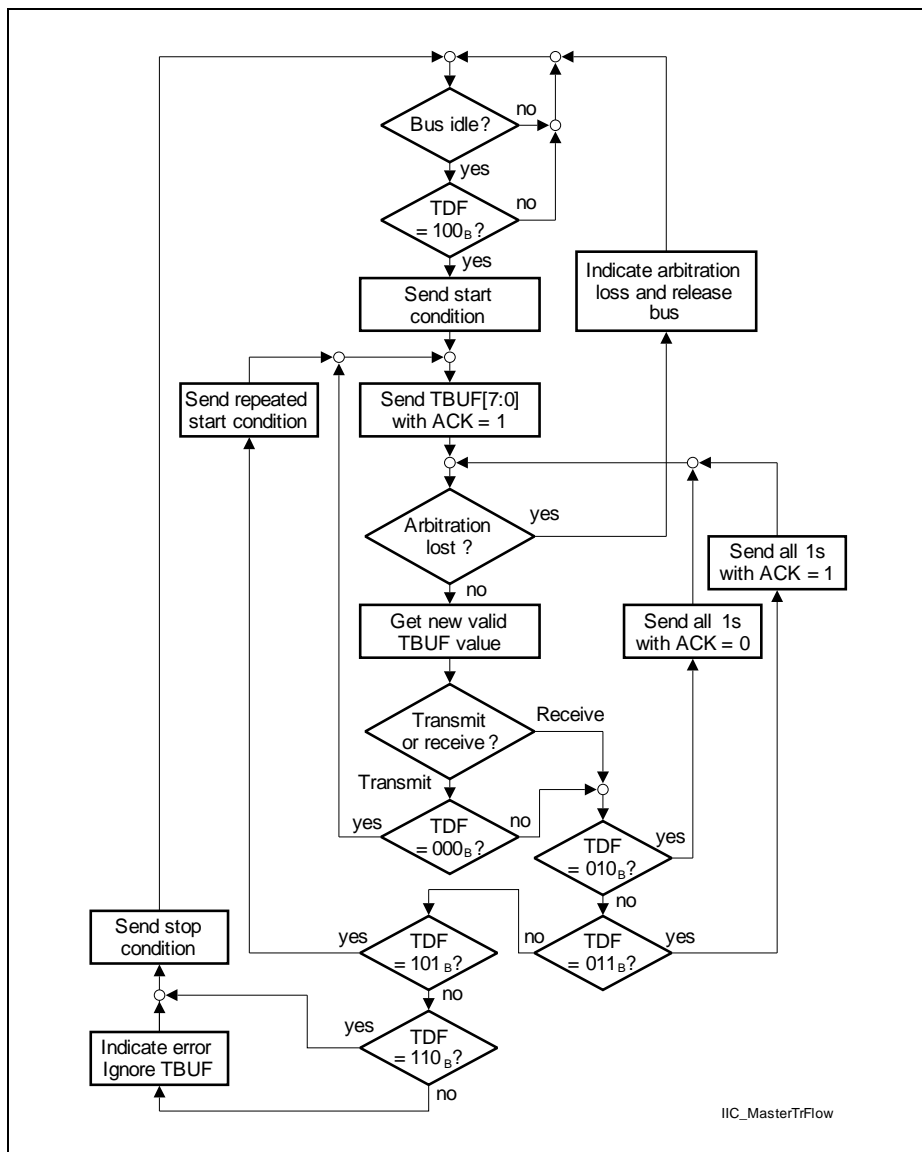 no
Bus idle?
yes
TDF
= 100B?
no
yes
Send start
condition
Indicate arbitration
loss and release
bus
Send repeated
start condition
Send TBUF[7:0]
with ACK = 1
Arbitration
lost ?
yes
no
Send all 1s
with ACK = 1
Get new valid
TBUF value
Send all 1s
with ACK = 0
Transmit
or receive ?
Receive
Transmit
yes
TDF
= 000B?
no
TDF
= 010B?
yes
no
Send stop
condition
yes
TDF
= 101B?
no
TDF
= 011B?
yes
no
Indicate error
Ignore TBUF
yes
TDF
= 110B?
no
IIC_MasterTrFlow